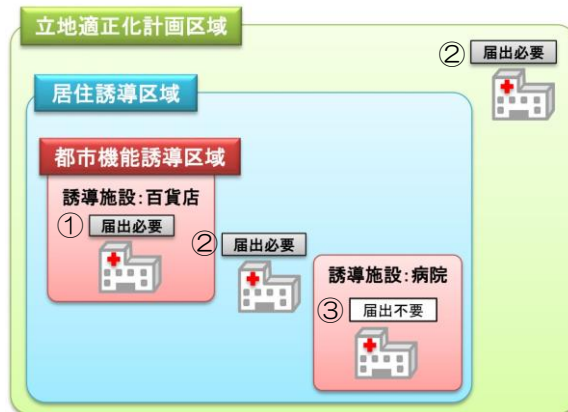 立地適正化計画区域
② 届出必要
居住誘導区域
都市機能誘導区域
誘導施設:百貨店
① 届出必要
② 届出必要
誘導施設:病院
③ 届出不要